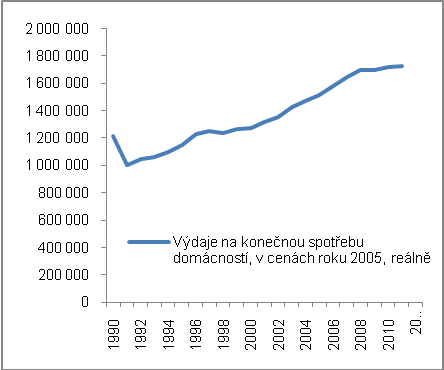 2 000 000
1 800 000
1 600 000
1 400 000
1 200 000
1 000 000
800 000
600 000
400 000
200 000
0
Výdaje na konečnou spotřebu
domácností, v cenách roku 2005, reálně
1990
1992
1994
1996
1998
2000
2002
2004
2006
2008
2010
20..